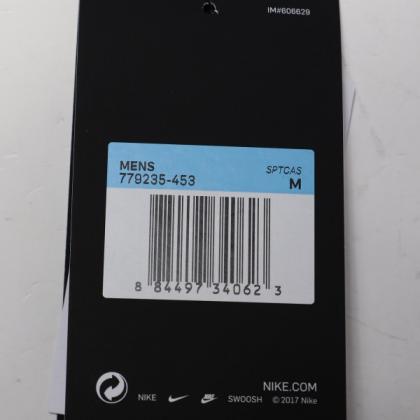 IM#606629
MENS
779235-453
SPTCAS
M
8 84497 34062 3
NIKE.COM
NIKE SWOOSH © 2017 Nike